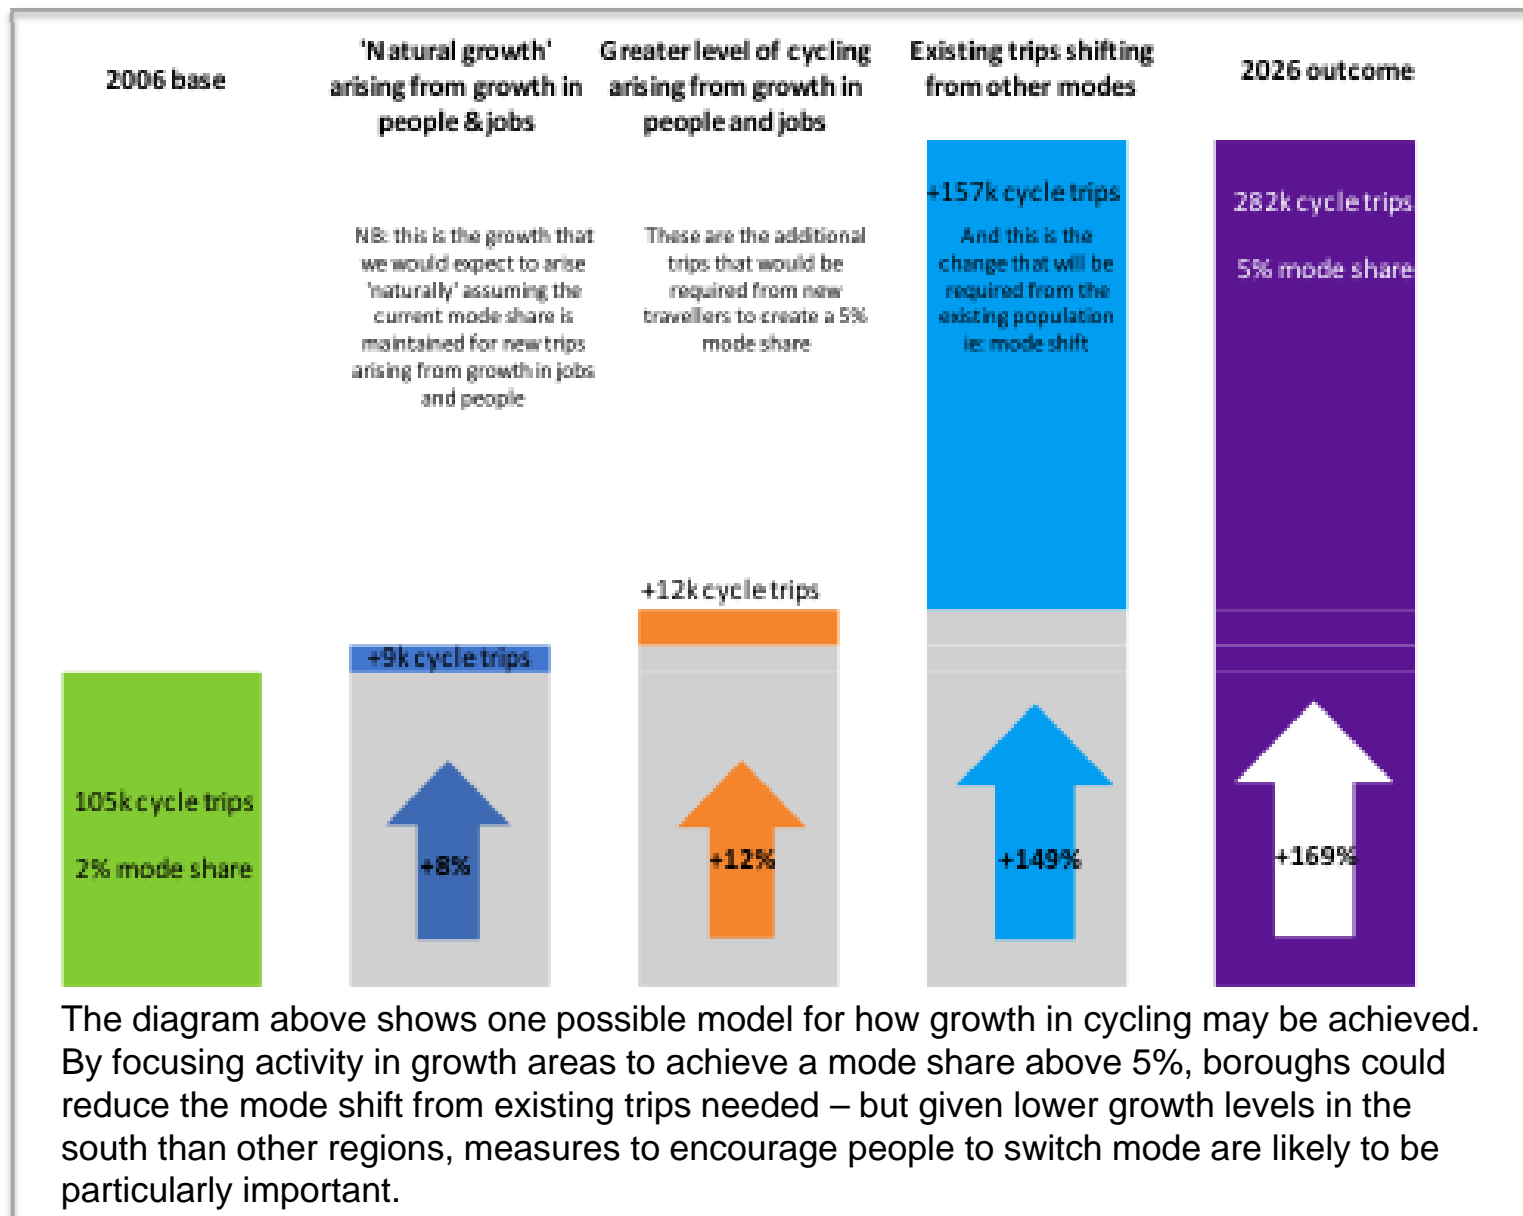 2006 base
'Natural growth'
arising from growth in
people & jobs
Greater level of cycling
arising from growth in
people and jobs
Existing trips shifting
from other modes
2026 outcome
NB: this is the growth that
we would expect to arise
'naturally' assuming the
current mode share is
maintained for new trips
arising from growth in jobs
and people
These are the additional
trips that would be
required from new
travellers to create a 5%
mode share
+157k cycle trips
And this is the
change that will be
required from the
existing population
ie: mode shift
282k cycle trips
5% mode share
+12k cycle trips
+9k cycle trips
105k cycle trips
2% mode share
+8%
+12%
+149%
+169%
The diagram above shows one possible model for how growth in cycling may be achieved.
By focusing activity in growth areas to achieve a mode share above 5%, boroughs could
reduce the mode shift from existing trips needed – but given lower growth levels in the
south than other regions, measures to encourage people to switch mode are likely to be
particularly important.